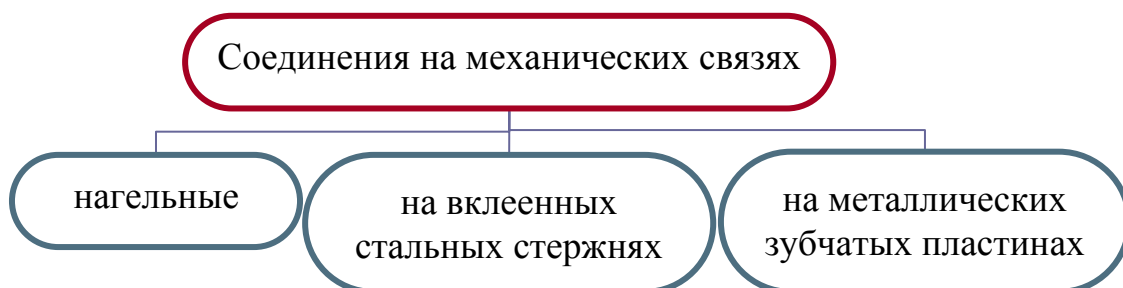 Соединения на механических связях
нагельные
на вклеенных
стальных стержнях
на металлических
зубчатых пластинах